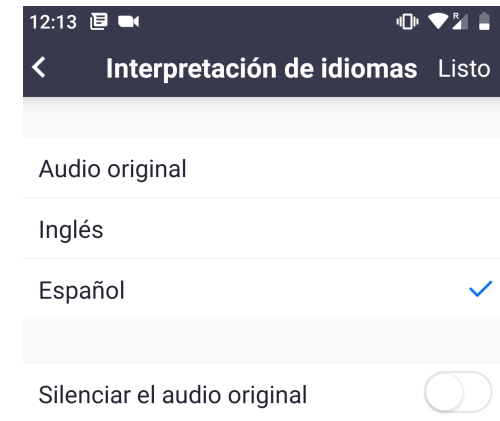 12:13 R
Interpretación de idiomas Listo
Audio original
Inglés
Español
Silenciar el audio original